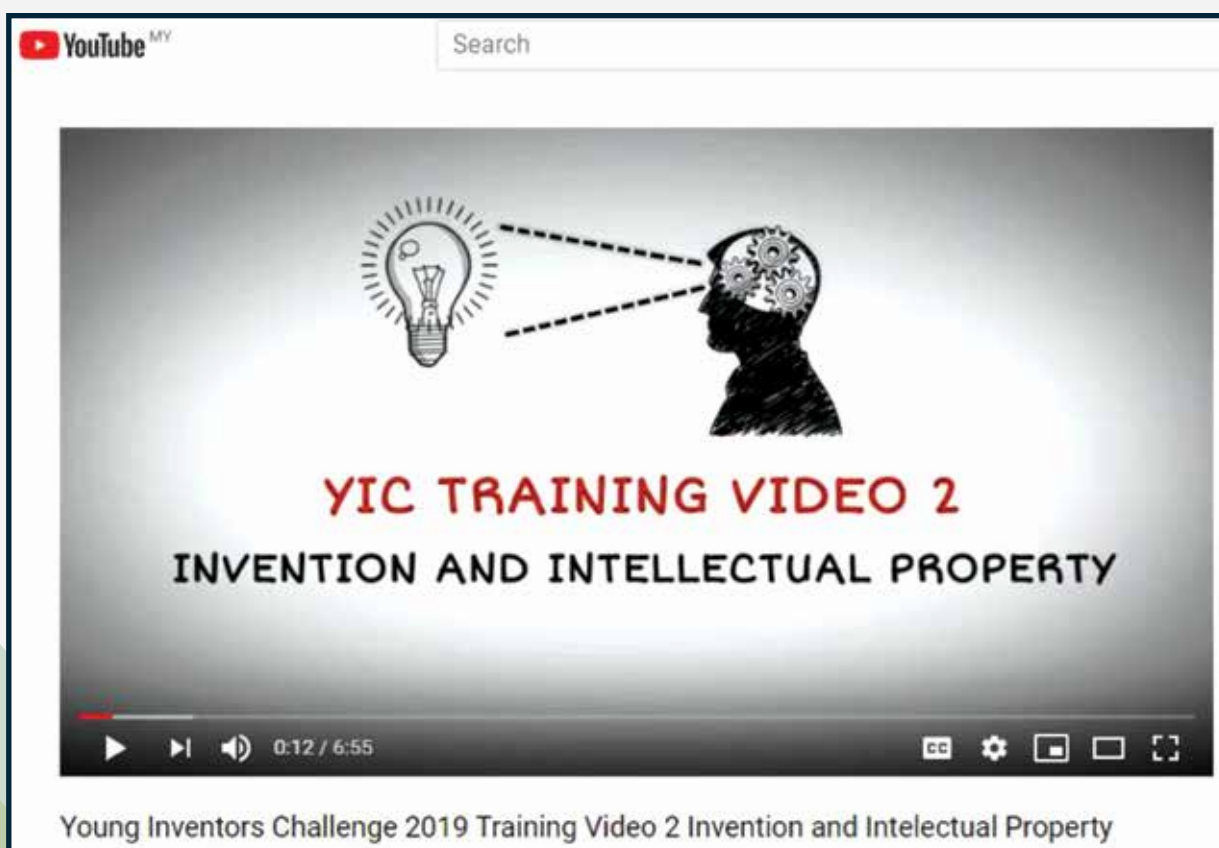 YouTube MY
Search
YIC TRAINING VIDEO 2
INVENTION AND INTELLECTUAL PROPERTY
0:12 / 6:55
CC
Young Inventors Challenge 2019 Training Video 2 Invention and Intelectual Property